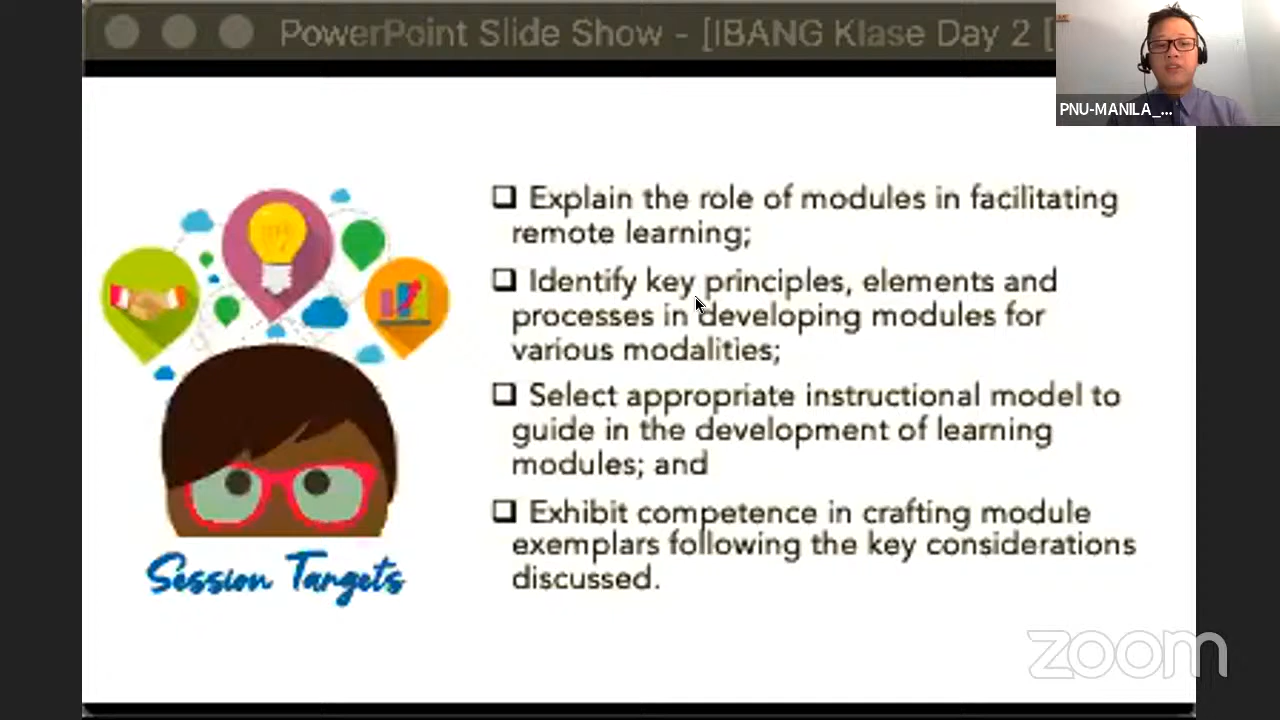 PowerPoint Slide Show - [IBANG Klase Day 2 [
PNU-MANILA_...
❑ Explain the role of modules in facilitating
remote learning;
❑ Identify key principles, elements and
processes in developing modules for
various modalities;
❑ Select appropriate instructional model to
guide in the development of learning
modules; and
❑ Exhibit competence in crafting module
exemplars following the key considerations
discussed.
Session Targets
zoom